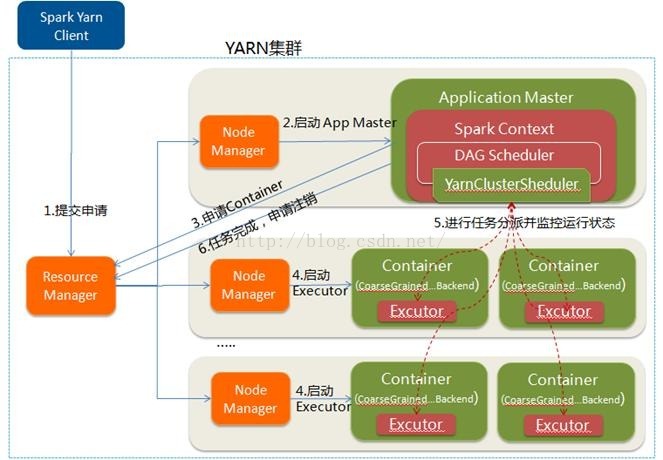 Spark Yarn
Client
YARN集群
Application Master
Node
Manager
2.启动 App Master
Spark Context
DAG Scheduler
YarnClusterSheduler
1.提交申请
3.申请Container
6.任务完成，申请注销
5.进行任务分派并监控运行状态
http://blog.csdn.net/
Resource
Manager
Node
Manager
4.启动
Executor
Container
(CoarseGrained...Backend)
Excutor
Container
(CoarseGrained...Backend)
Excutor
.....
Node
Manager
4.启动
Executor
Container
(CoarseGrained...Backend)
Excutor
Container
(CoarseGrained...Backend)
Excutor